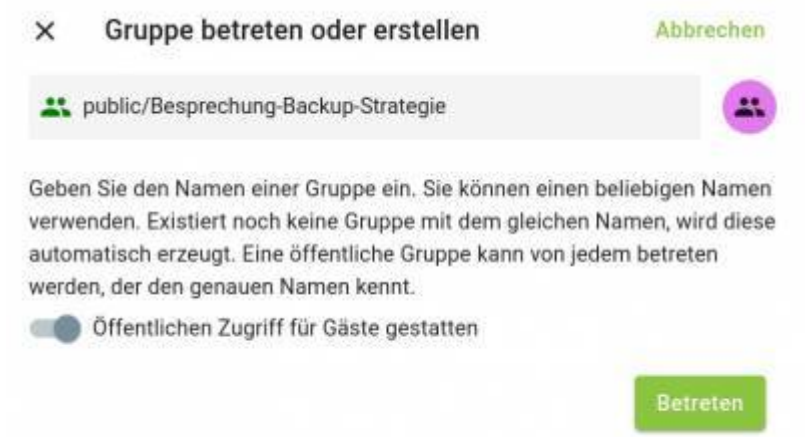 Gruppe betreten oder erstellen
Abbrechen
public/Besprechung-Backup-Strategie
Geben Sie den Namen einer Gruppe ein. Sie können einen beliebigen Namen
verwenden. Existiert noch keine Gruppe mit dem gleichen Namen, wird diese
automatisch erzeugt. Eine öffentliche Gruppe kann von jedem betreten
werden, der den genauen Namen kennt.
Öffentlichen Zugriff für Gäste gestatten
Betreten